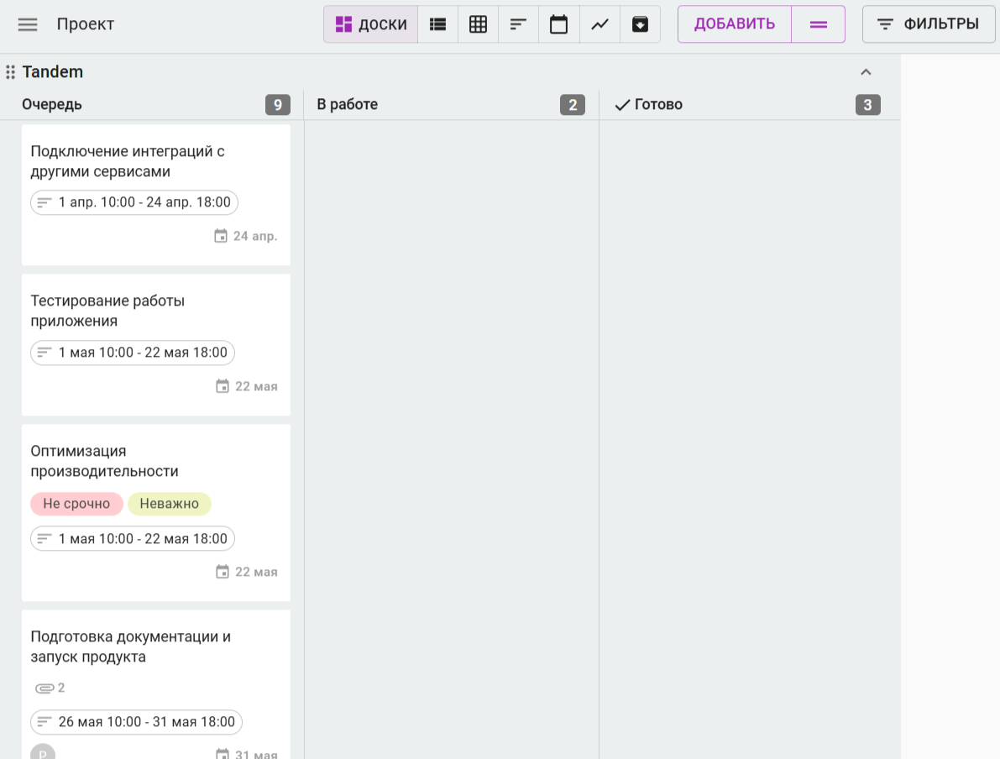 Проект
ДОСКИ
ДОБАВИТЬ
ФИЛЬТРЫ
Tandem
Очередь 9
В работе 2
Готово 3
Подключение интеграций с
другими сервисами
1 апр. 10:00 - 24 апр. 18:00
24 апр.
Тестирование работы
приложения
1 мая 10:00 - 22 мая 18:00
22 мая
Оптимизация
производительности
Не срочно Неважно
1 мая 10:00 - 22 мая 18:00
22 мая
Подготовка документации и
запуск продукта
2
26 мая 10:00 - 31 мая 18:00
P 31 мая